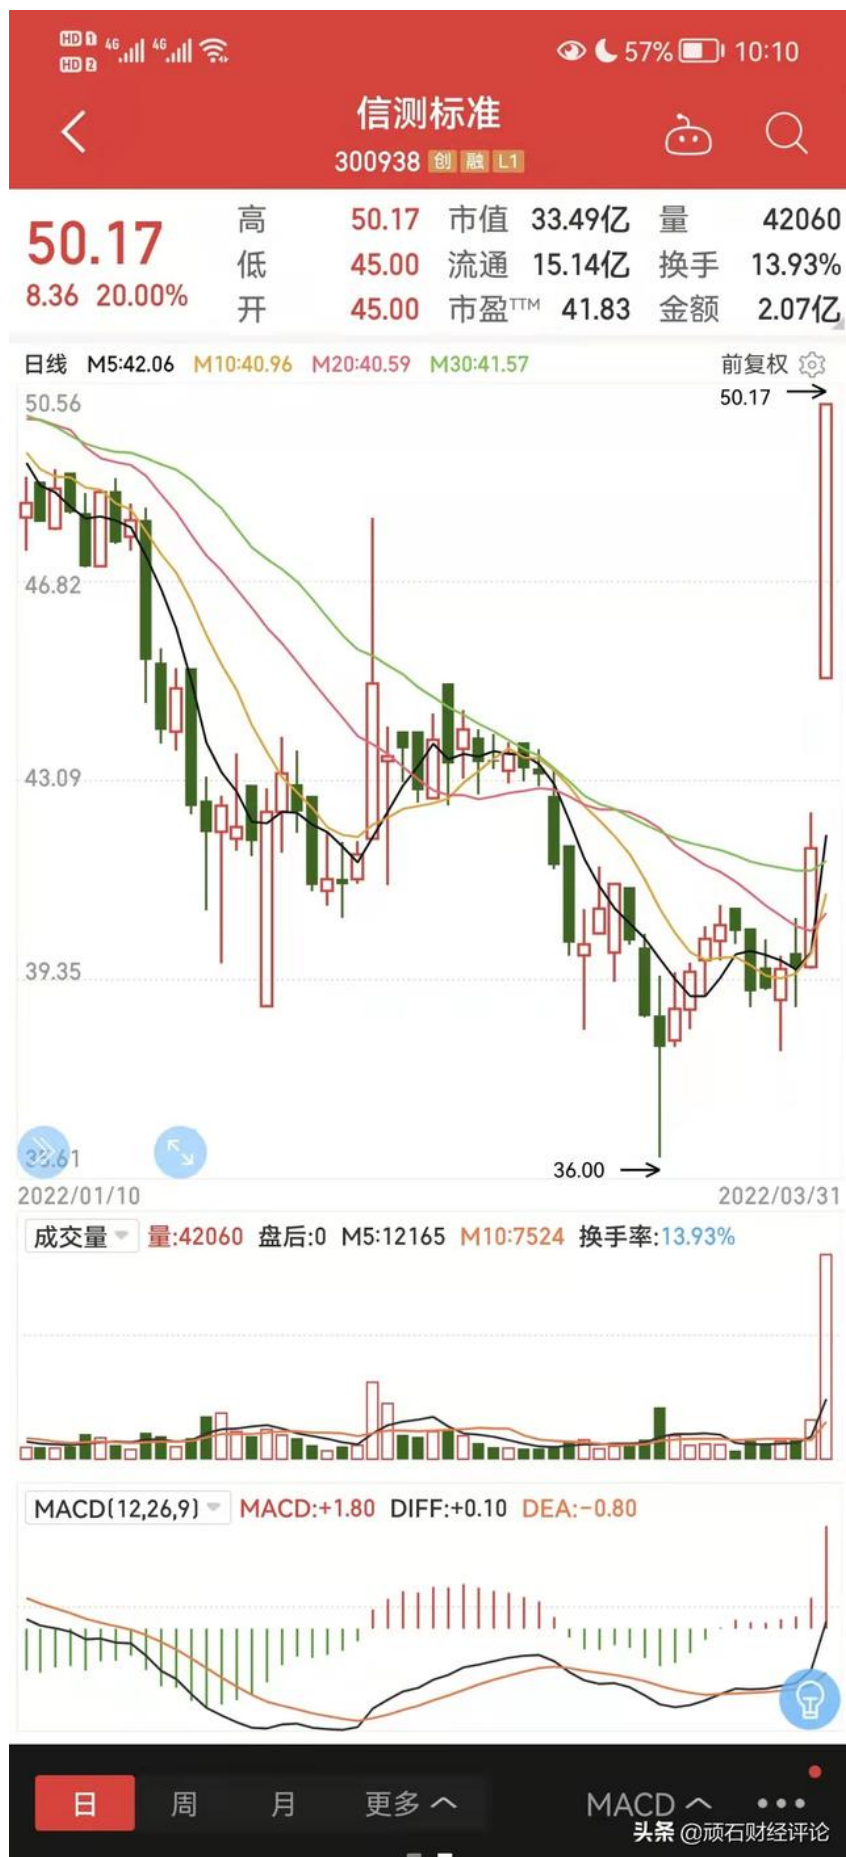 HD 1 4G 4G 57% 10:10
HD 2
信测标准
300938 创 融 L1
50.17
8.36 20.00%
高 50.17 市值 33.49亿 量 42060
低 45.00 流通 15.14亿 换手 13.93%
开 45.00 市盈TTM 41.83 金额 2.07亿
日线 M5:42.06 M10:40.96 M20:40.59 M30:41.57 前复权
50.56
50.17
46.82
43.09
39.35
36.00
2022/01/10 2022/03/31
成交量 量:42060 盘后:0 M5:12165 M10:7524 换手率:13.93%
MACD(12,26,9) MACD:+1.80 DIFF:+0.10 DEA:-0.80
日 周 月 更多 MACD
头条 @顽石财经评论